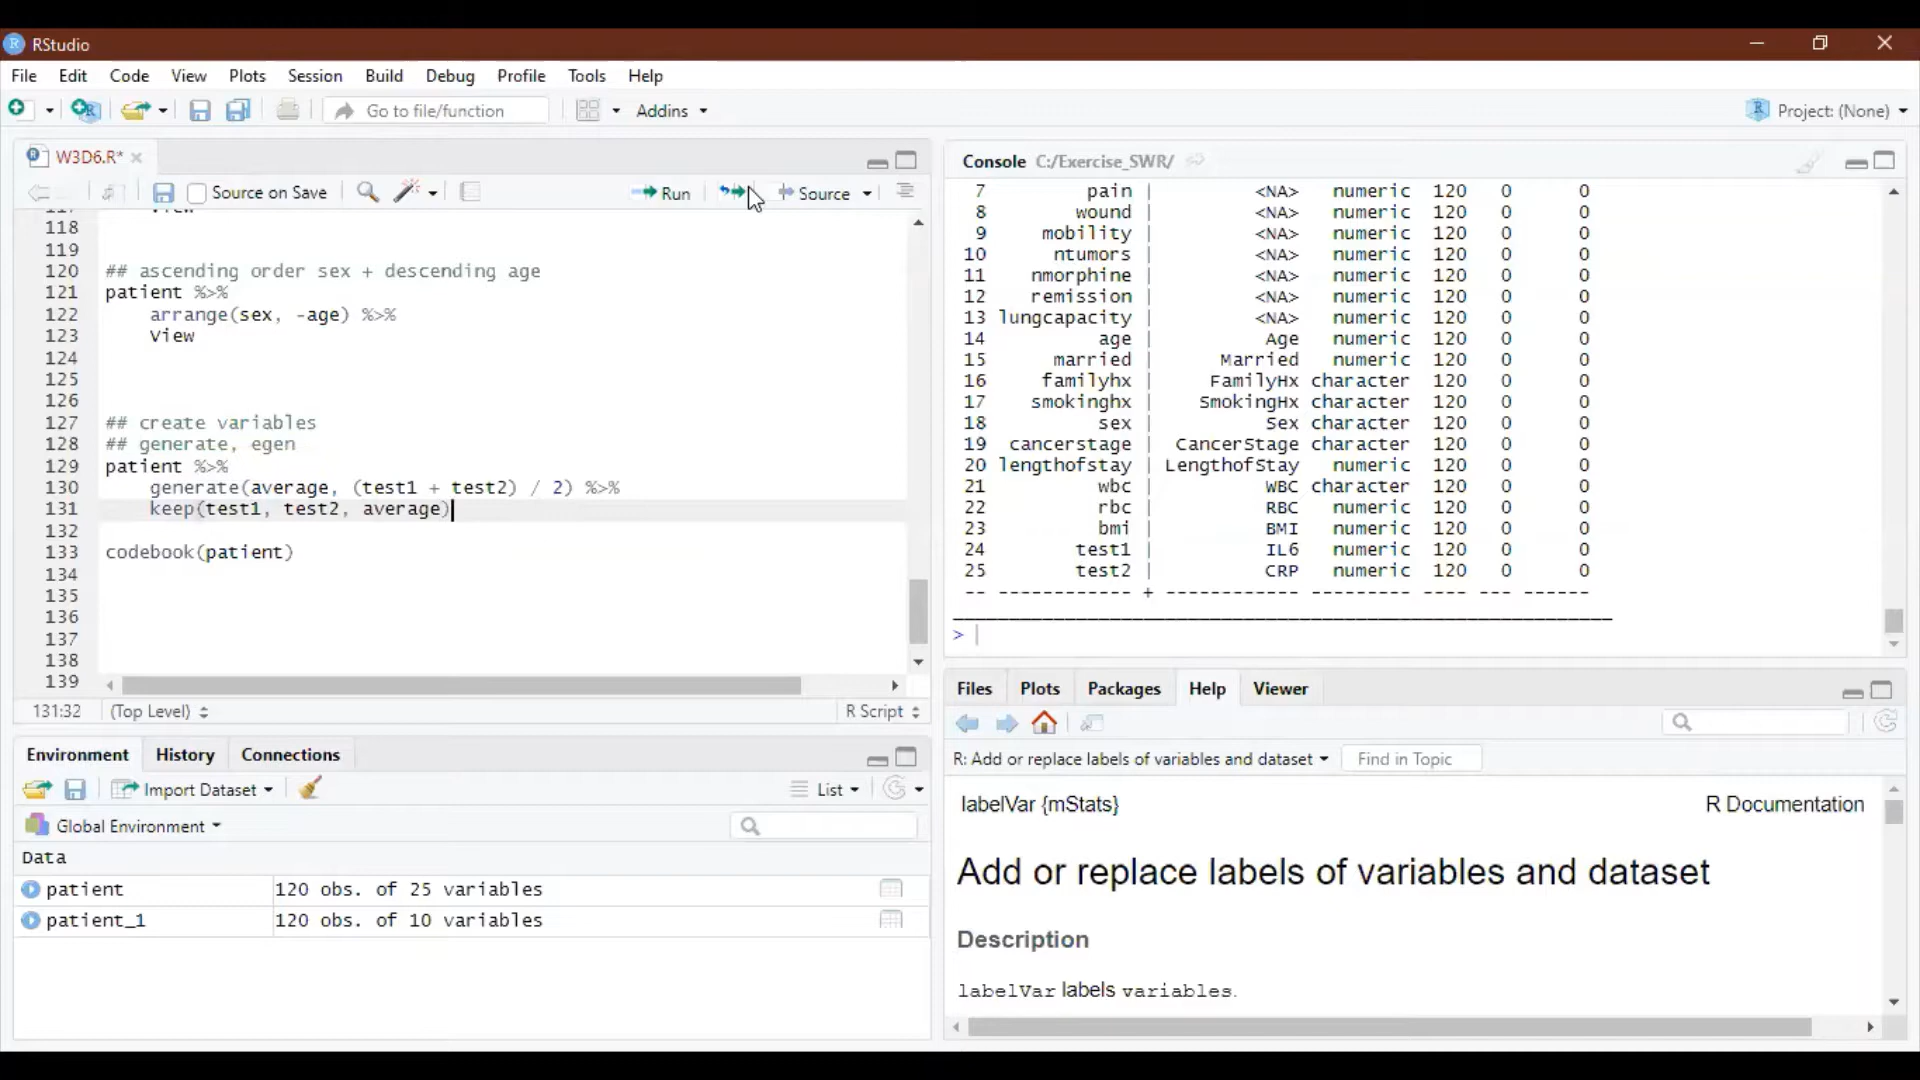 RStudio
File Edit Code View Plots Session Build Debug Profile Tools Help
Go to file/function Addins Project: (None)
W3D6.R*
Source on Save Run Source
118
119
120 ## ascending order sex + descending age
121 patient %>%
122 arrange(sex, -age) %>%
123 View
124
125
126
127 ## create variables
128 ## generate, egen
129 patient %>%
130 generate(average, (test1 + test2) / 2) %>%
131 keep(test1, test2, average)
132
133 codebook(patient)
134
135
136
137
138
139
131:32 (Top Level) R Script
Environment History Connections
Import Dataset List
Global Environment
Data
patient 120 obs. of 25 variables
patient_1 120 obs. of 10 variables
Console C:/Exercise_SWR/
7 pain | <NA> numeric 120 0 0
8 wound | <NA> numeric 120 0 0
9 mobility | <NA> numeric 120 0 0
10 ntumors | <NA> numeric 120 0 0
11 nmorphine | <NA> numeric 120 0 0
12 remission | <NA> numeric 120 0 0
13 lungcapacity | <NA> numeric 120 0 0
14 age | Age numeric 120 0 0
15 married | Married numeric 120 0 0
16 familyhx | FamilyHx character 120 0 0
17 smokinghx | SmokingHx character 120 0 0
18 sex | Sex character 120 0 0
19 cancerstage | CancerStage character 120 0 0
20 lengthofstay | LengthofStay numeric 120 0 0
21 wbc | WBC character 120 0 0
22 rbc | RBC numeric 120 0 0
23 bmi | BMI numeric 120 0 0
24 test1 | IL6 numeric 120 0 0
25 test2 | CRP numeric 120 0 0
-- ------------ + ------------ --------- ---- --- ------
>
Files Plots Packages Help Viewer
R: Add or replace labels of variables and dataset Find in Topic
labelVar {mStats} R Documentation
Add or replace labels of variables and dataset
Description
labelVar labels variables.